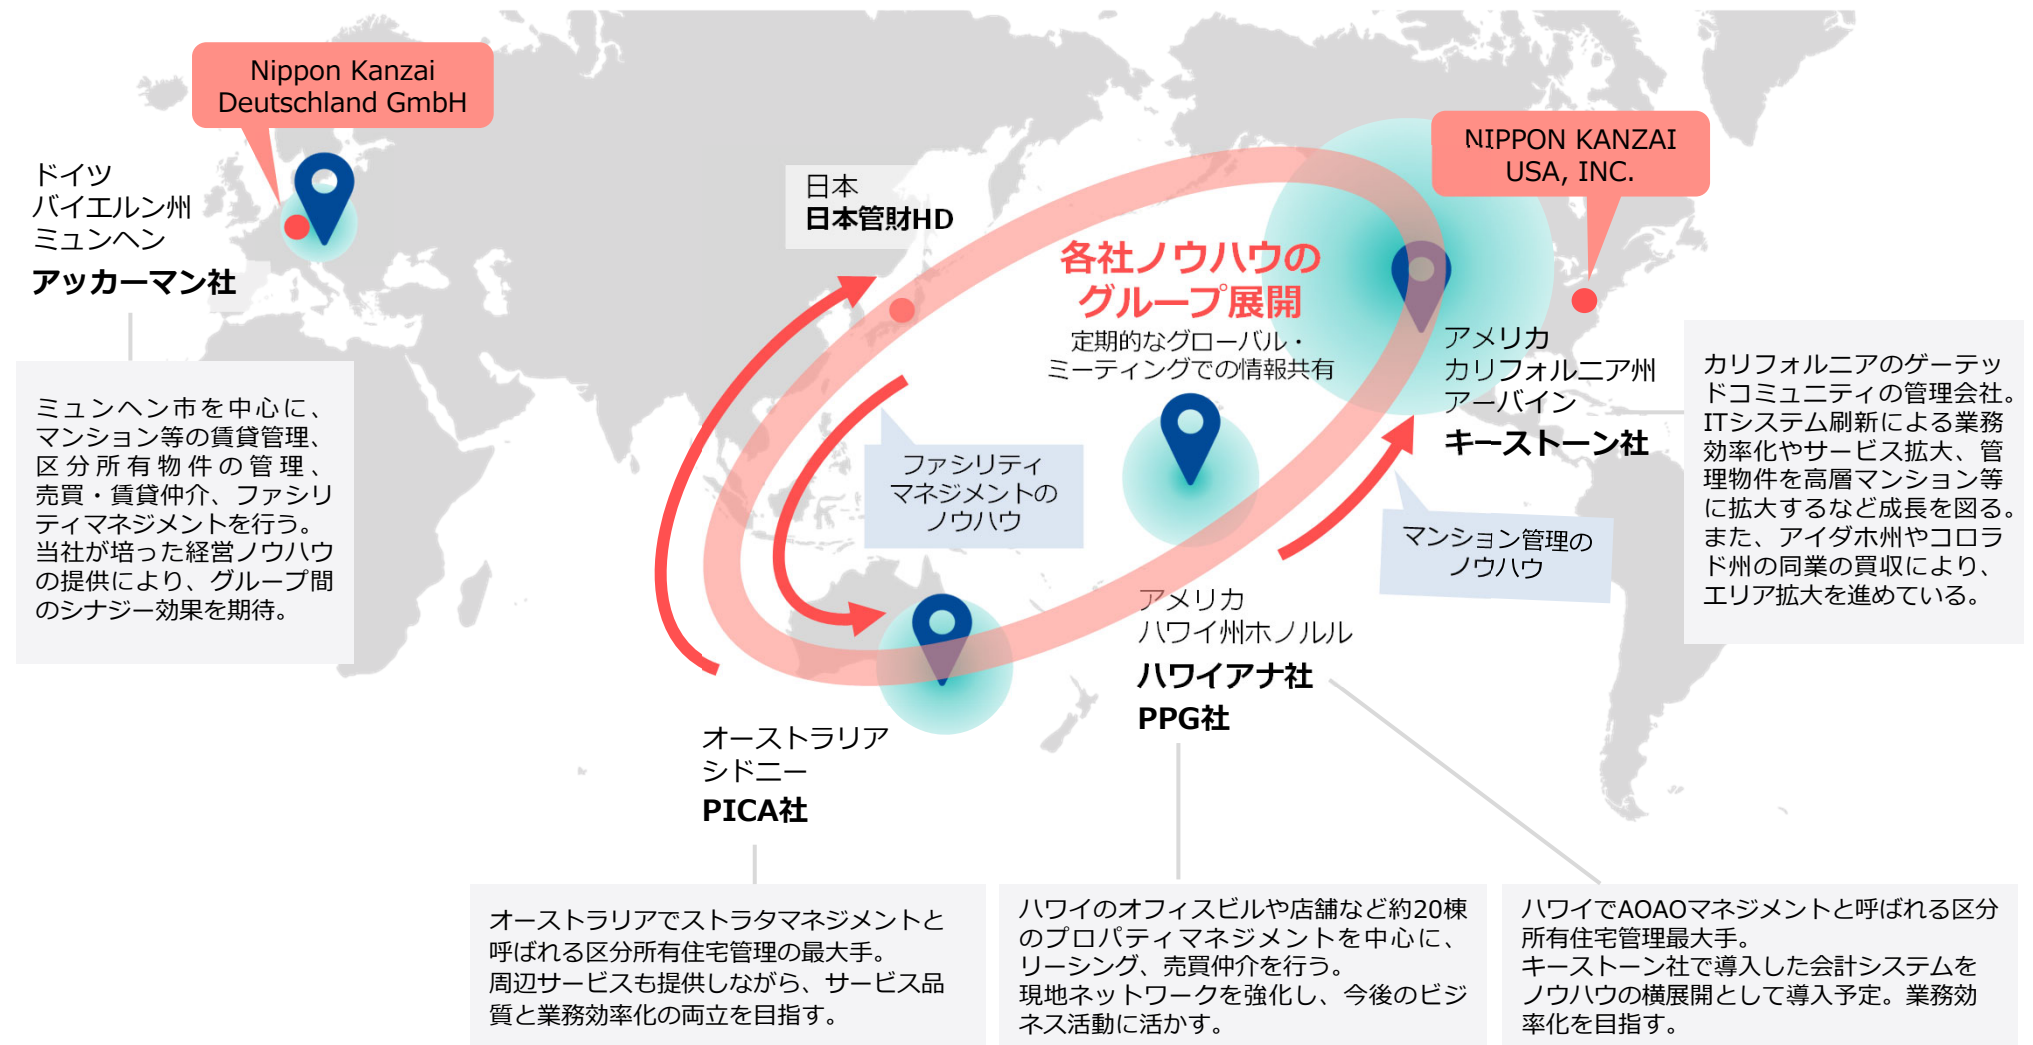 Nippon Kanzai
Deutschland GmbH
ドイツ
バイエルン州
ミュンヘン
アッカーマン社
ミュンヘン市を中心に、
マンション等の賃貸管理、
区分所有物件の管理、
売買・賃貸仲介、ファシリ
ティマネジメントを行う。
当社が培った経営ノウハウ
の提供により、グループ間
のシナジー効果を期待。
日本
日本管財HD
各社ノウハウの
グループ展開
定期的なグローバル・
ミーティングでの情報共有
ファシリティ
マネジメントの
ノウハウ
NIPPON KANZAI
USA, INC.
アメリカ
カリフォルニア州
アーバイン
キーストーン社
カリフォルニアのゲーテッ
ドコミュニティの管理会社。
ITシステム刷新による業務
効率化やサービス拡大、管
理物件を高層マンション等
に拡大するなど成長を図る。
また、アイダホ州やコロラ
ド州の同業の買収により、
エリア拡大を進めている。
マンション管理の
ノウハウ
アメリカ
ハワイ州ホノルル
ハワイアナ社
PPG社
オーストラリア
シドニー
PICA社
オーストラリアでストラタマネジメントと
呼ばれる区分所有住宅管理の最大手。
周辺サービスも提供しながら、サービス品
質と業務効率化の両立を目指す。
ハワイのオフィスビルや店舗など約20棟
のプロパティマネジメントを中心に、
リーシング、売買仲介を行う。
現地ネットワークを強化し、今後のビジ
ネス活動に活かす。
ハワイでAOAOマネジメントと呼ばれる区分
所有住宅管理最大手。
キーストーン社で導入した会計システムを
ノウハウの横展開として導入予定。業務効
率化を目指す。